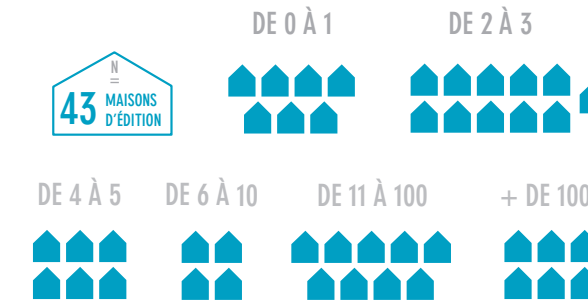 DE 0 À 1
DE 2 À 3
N
=
43 MAISONS
D'ÉDITION
DE 4 À 5
DE 6 À 10
DE 11 À 100
+ DE 100